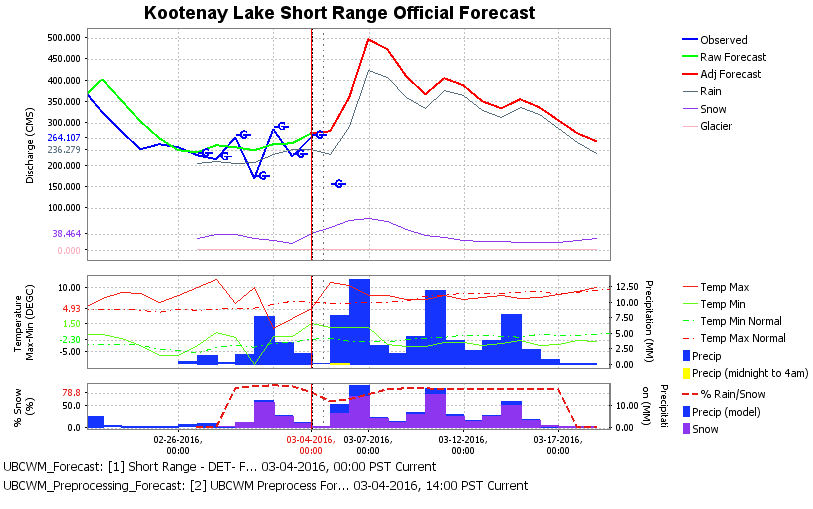 Kootenay Lake Short Range Official Forecast
Discharge (CMS)
500.000
450.000
400.000
350.000
300.000
264.107
236.279
200.000
150.000
100.000
38.464
0.000
G
G
G
G
G
G
G
G
Observed
Raw Forecast
Adj Forecast
Rain
Snow
Glacier
Temperature
Max-Min (DEGC)
10.00
4.93
1.50
-2.30
-5.00
12.50
10.00
7.50
5.00
2.50
0.00
Precipitation (MM)
Temp Max
Temp Min
Temp Min Normal
Temp Max Normal
Precip
Precip (midnight to 4am)
% Snow
(%)
78.8
50.0
0.0
10.00
0.00
Precipitati
on (MM)
% Rain/Snow
Precip (model)
Snow
02-26-2016,
00:00
03-04-2016,
00:00
03-07-2016,
00:00
03-12-2016,
00:00
03-17-2016,
00:00
UBCWM_Forecast: [1] Short Range - DET- F... 03-04-2016, 00:00 PST Current
UBCWM_Preprocessing_Forecast: [2] UBCWM Preprocess For... 03-04-2016, 14:00 PST Current